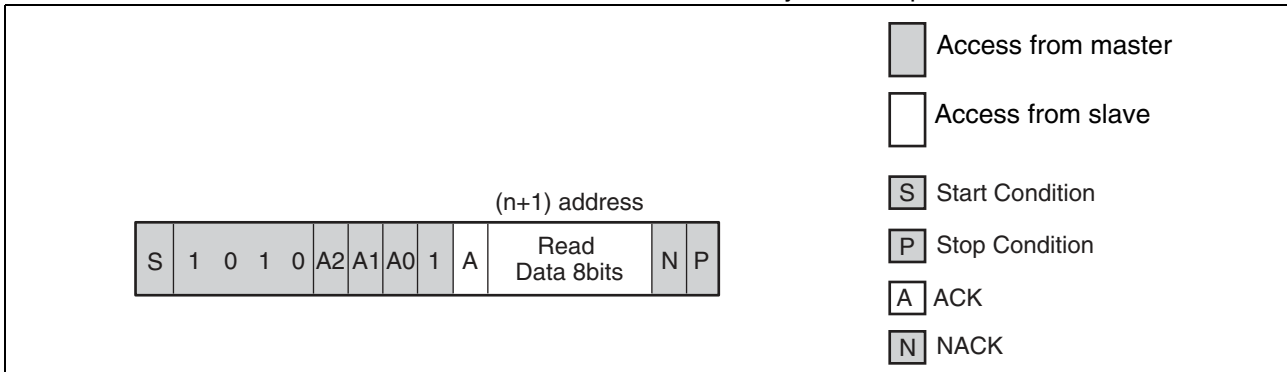 (n+1) address
S 1 0 1 0 A2 A1 A0 1 A Read Data 8bits N P
Access from master
Access from slave
S Start Condition
P Stop Condition
A ACK
N NACK